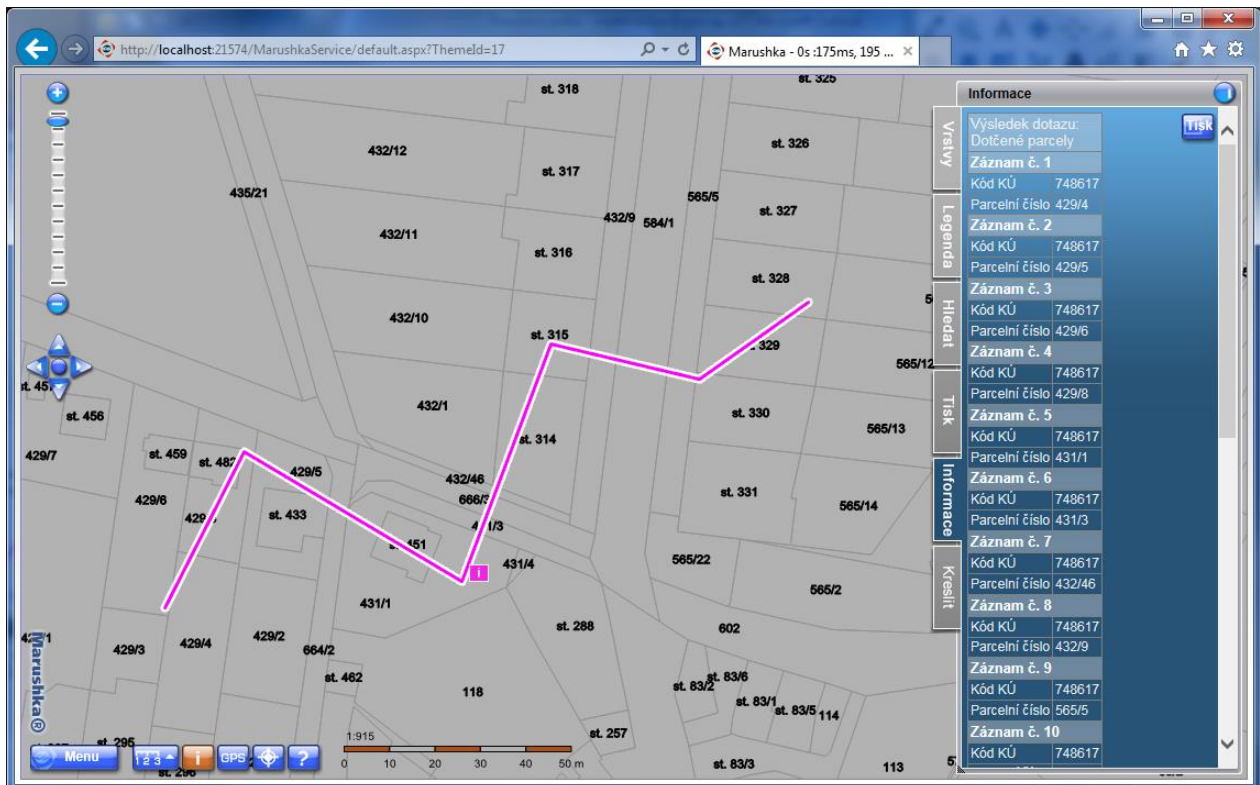 http://localhost:21574/MarushkaService/default.aspx?ThemeId=17
Marushka - 0s :175ms, 195 ...
st. 318
st. 325
432/12
st. 326
st. 317
435/21
565/5
432/9
584/1
st. 327
432/11
st. 316
st. 328
432/10
st. 315
329
565/12
st. 456
432/1
st. 330
st. 314
565/13
429/7
st. 459
st. 482
429/5
432/46
429/6
st. 331
565/14
st. 433
431/4
565/22
565/2
431/1
st. 288
602
429/3
429/4
429/2
664/2
st. 462
118
st. 83/2
st. 83/6
st. 83/1
st. 83/5
114
st. 257
st. 295
st. 296
st. 83/3
113
Marushka®
Menu
1 2 3
i
GPS
?
1:915
0 10 20 30 40 50 m
i
Vrstvy
Legenda
Hledat
Tisk
Informace
Kreslit
Informace
Výsledek dotazu:
Dotčené parcely
Tisk
Záznam č. 1
Kód KÚ 748617
Parcelní číslo 429/4
Záznam č. 2
Kód KÚ 748617
Parcelní číslo 429/5
Záznam č. 3
Kód KÚ 748617
Parcelní číslo 429/6
Záznam č. 4
Kód KÚ 748617
Parcelní číslo 429/8
Záznam č. 5
Kód KÚ 748617
Parcelní číslo 431/1
Záznam č. 6
Kód KÚ 748617
Parcelní číslo 431/3
Záznam č. 7
Kód KÚ 748617
Parcelní číslo 432/46
Záznam č. 8
Kód KÚ 748617
Parcelní číslo 432/9
Záznam č. 9
Kód KÚ 748617
Parcelní číslo 565/5
Záznam č. 10
Kód KÚ 748617